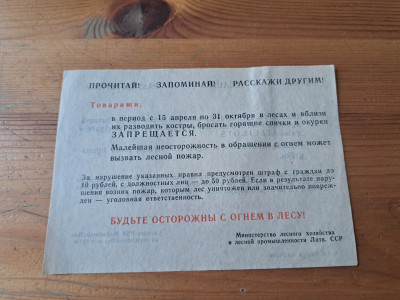 ПРОЧИТАЙ! ЗАПОМИНАЙ! РАССКАЖИ ДРУГИМ!
Товарищи,
в период с 15 апреля по 31 октября в лесах и вблизи
их разводить костры, бросать горящие спички и окурки
ЗАПРЕЩАЕТСЯ.
Малейшая неосторожность в обращении с огнем может
вызвать лесной пожар.
За нарушение указанных правил предусмотрен штраф с граждан до
10 рублей, с должностных лиц — до 50 рублей. Если в результате нару-
шения возник пожар, которым лес уничтожен или значительно повреж-
ден — уголовная ответственность.
БУДЬТЕ ОСТОРОЖНЫ С ОГНЕМ В ЛЕСУ!
Министерство лесного хозяйства
и лесной промышленности Латв. ССР